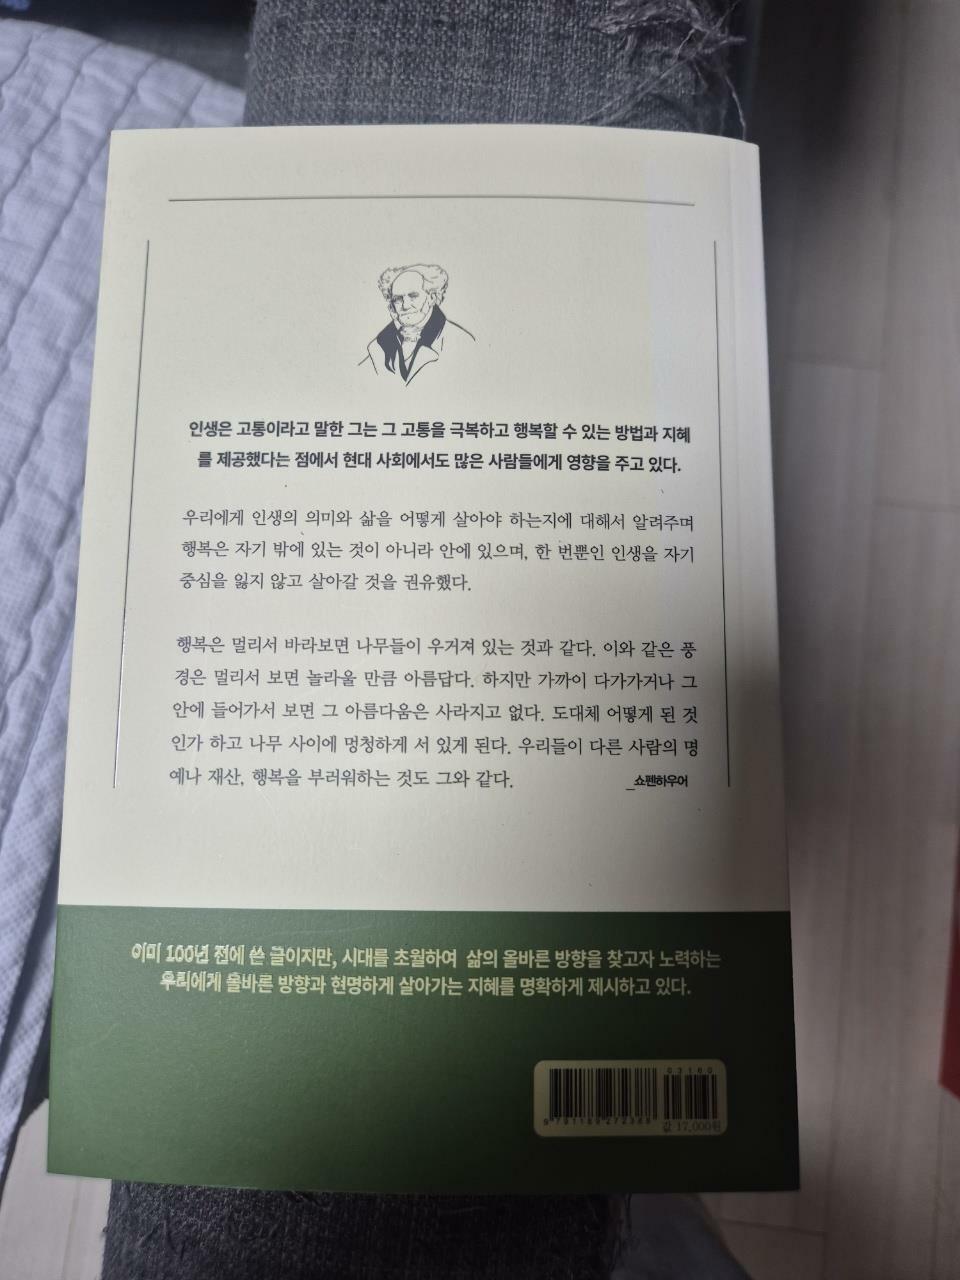 인생은 고통이라고 말한 그는 그 고통을 극복하고 행복할 수 있는 방법과 지혜
를 제공했다는 점에서 현대 사회에서도 많은 사람들에게 영향을 주고 있다.
우리에게 인생의 의미와 삶을 어떻게 살아야 하는지에 대해서 알려주며
행복은 자기 밖에 있는 것이 아니라 안에 있으며, 한 번뿐인 인생을 자기
중심을 잃지 않고 살아갈 것을 권유했다.
행복은 멀리서 바라보면 나무들이 우거져 있는 것과 같다. 이와 같은 풍
경은 멀리서 보면 놀라울 만큼 아름답다. 하지만 가까이 다가가거나 그
안에 들어가서 보면 그 아름다움은 사라지고 없다. 도대체 어떻게 된 것
인가 하고 나무 사이에 멍청하게 서 있게 된다. 우리들이 다른 사람의 명
예나 재산, 행복을 부러워하는 것도 그와 같다. _쇼펜하우어
이미 100년 전에 쓴 글이지만, 시대를 초월하여 삶의 올바른 방향을 찾고자 노력하는
우리에게 올바른 방향과 현명하게 살아가는 지혜를 명확하게 제시하고 있다.
03160
9791189272388
값 17,000원